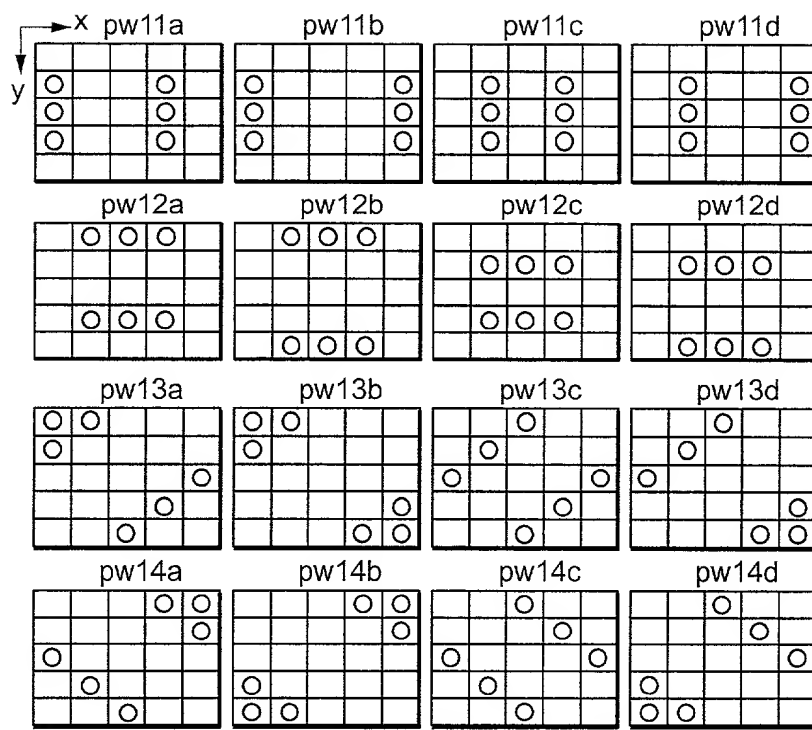 x pw11a pw11b pw11c pw11d
y
pw12a pw12b pw12c pw12d
pw13a pw13b pw13c pw13d
pw14a pw14b pw14c pw14d